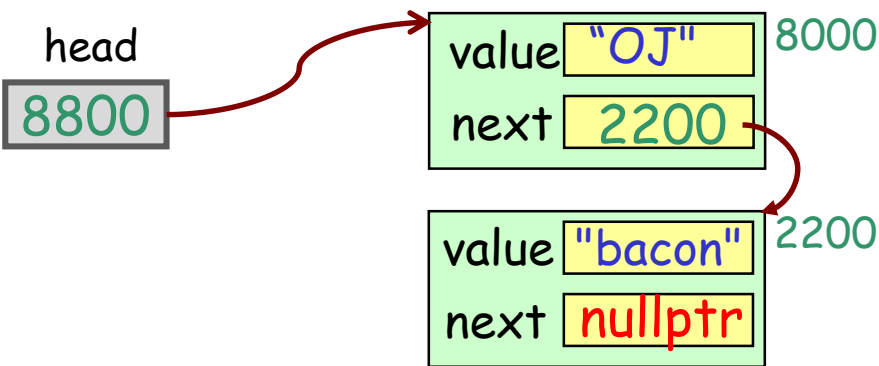 head
8800
value "OJ" 8000
next 2200
value "bacon" 2200
next nullptr